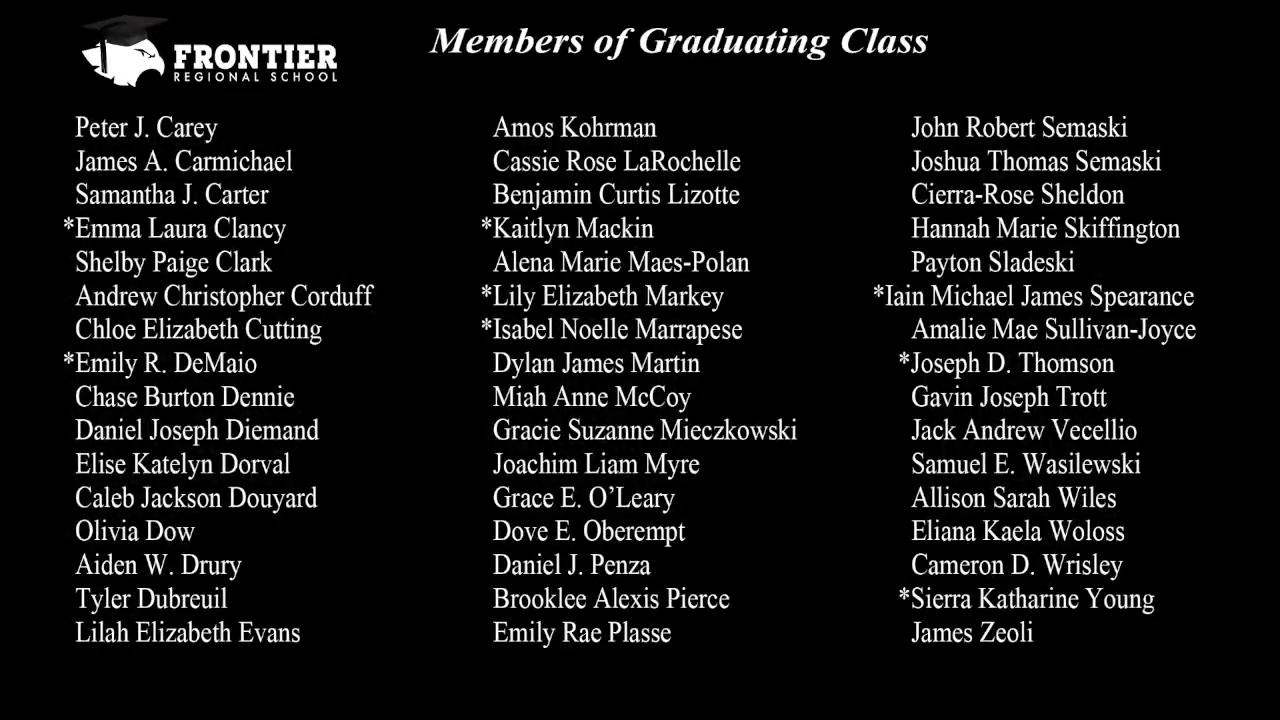 FRONTIER
REGIONAL SCHOOL
Members of Graduating Class
Peter J. Carey
James A. Carmichael
Samantha J. Carter
*Emma Laura Clancy
Shelby Paige Clark
Andrew Christopher Corduff
Chloe Elizabeth Cutting
*Emily R. DeMaio
Chase Burton Dennie
Daniel Joseph Diemand
Elise Katelyn Dorval
Caleb Jackson Douyard
Olivia Dow
Aiden W. Drury
Tyler Dubreuil
Lilah Elizabeth Evans
Amos Kohrman
Cassie Rose LaRochelle
Benjamin Curtis Lizotte
*Kaitlyn Mackin
Alena Marie Maes-Polan
*Lily Elizabeth Markey
*Isabel Noelle Marrapese
Dylan James Martin
Miah Anne McCoy
Gracie Suzanne Mieczkowski
Joachim Liam Myre
Grace E. O’Leary
Dove E. Oberempt
Daniel J. Penza
Brooklee Alexis Pierce
Emily Rae Plasse
John Robert Semaski
Joshua Thomas Semaski
Cierra-Rose Sheldon
Hannah Marie Skiffington
Payton Sladeski
*Iain Michael James Spearance
Amalie Mae Sullivan-Joyce
*Joseph D. Thomson
Gavin Joseph Trott
Jack Andrew Vecellio
Samuel E. Wasilewski
Allison Sarah Wiles
Eliana Kaela Woloss
Cameron D. Wrisley
*Sierra Katharine Young
James Zeoli